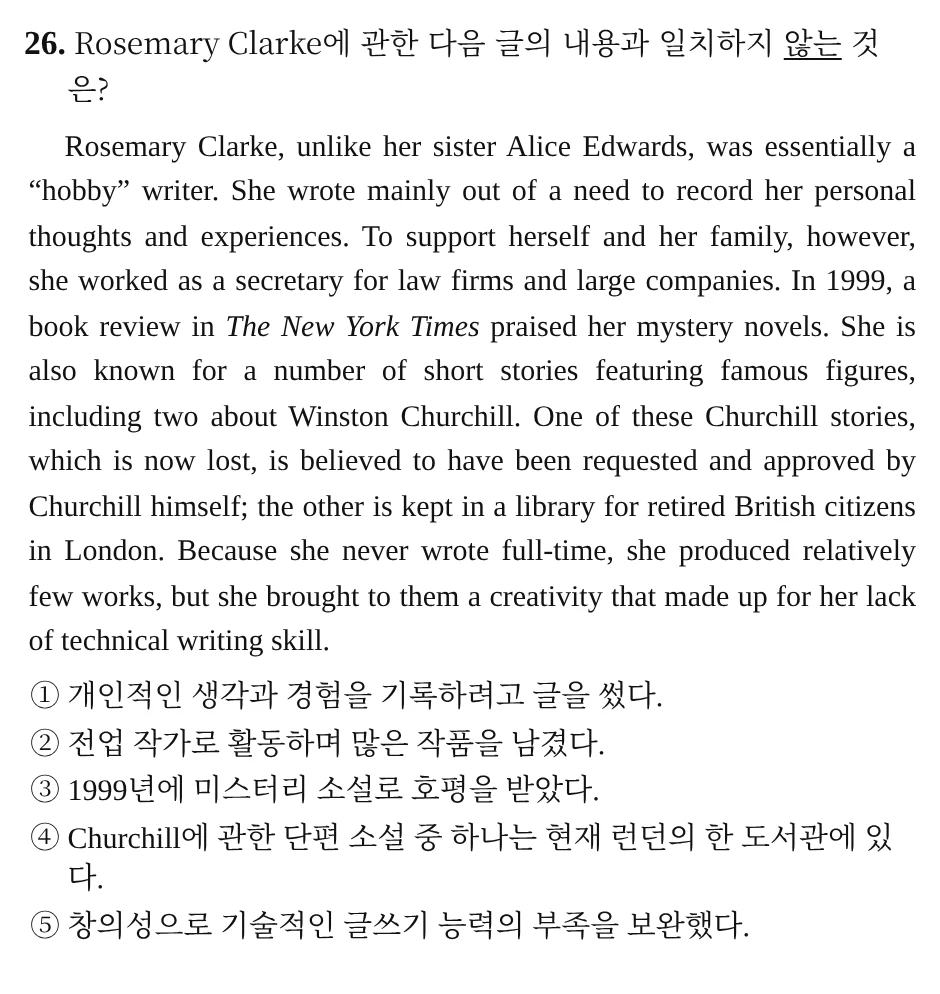 26. Rosemary Clarke에 관한 다음 글의 내용과 일치하지 않는 것
은?
Rosemary Clarke, unlike her sister Alice Edwards, was essentially a
“hobby” writer. She wrote mainly out of a need to record her personal
thoughts and experiences. To support herself and her family, however,
she worked as a secretary for law firms and large companies. In 1999, a
book review in The New York Times praised her mystery novels. She is
also known for a number of short stories featuring famous figures,
including two about Winston Churchill. One of these Churchill stories,
which is now lost, is believed to have been requested and approved by
Churchill himself; the other is kept in a library for retired British citizens
in London. Because she never wrote full-time, she produced relatively
few works, but she brought to them a creativity that made up for her lack
of technical writing skill.
① 개인적인 생각과 경험을 기록하려고 글을 썼다.
② 전업 작가로 활동하며 많은 작품을 남겼다.
③ 1999년에 미스터리 소설로 호평을 받았다.
④ Churchill에 관한 단편 소설 중 하나는 현재 런던의 한 도서관에 있
다.
⑤ 창의성으로 기술적인 글쓰기 능력의 부족을 보완했다.